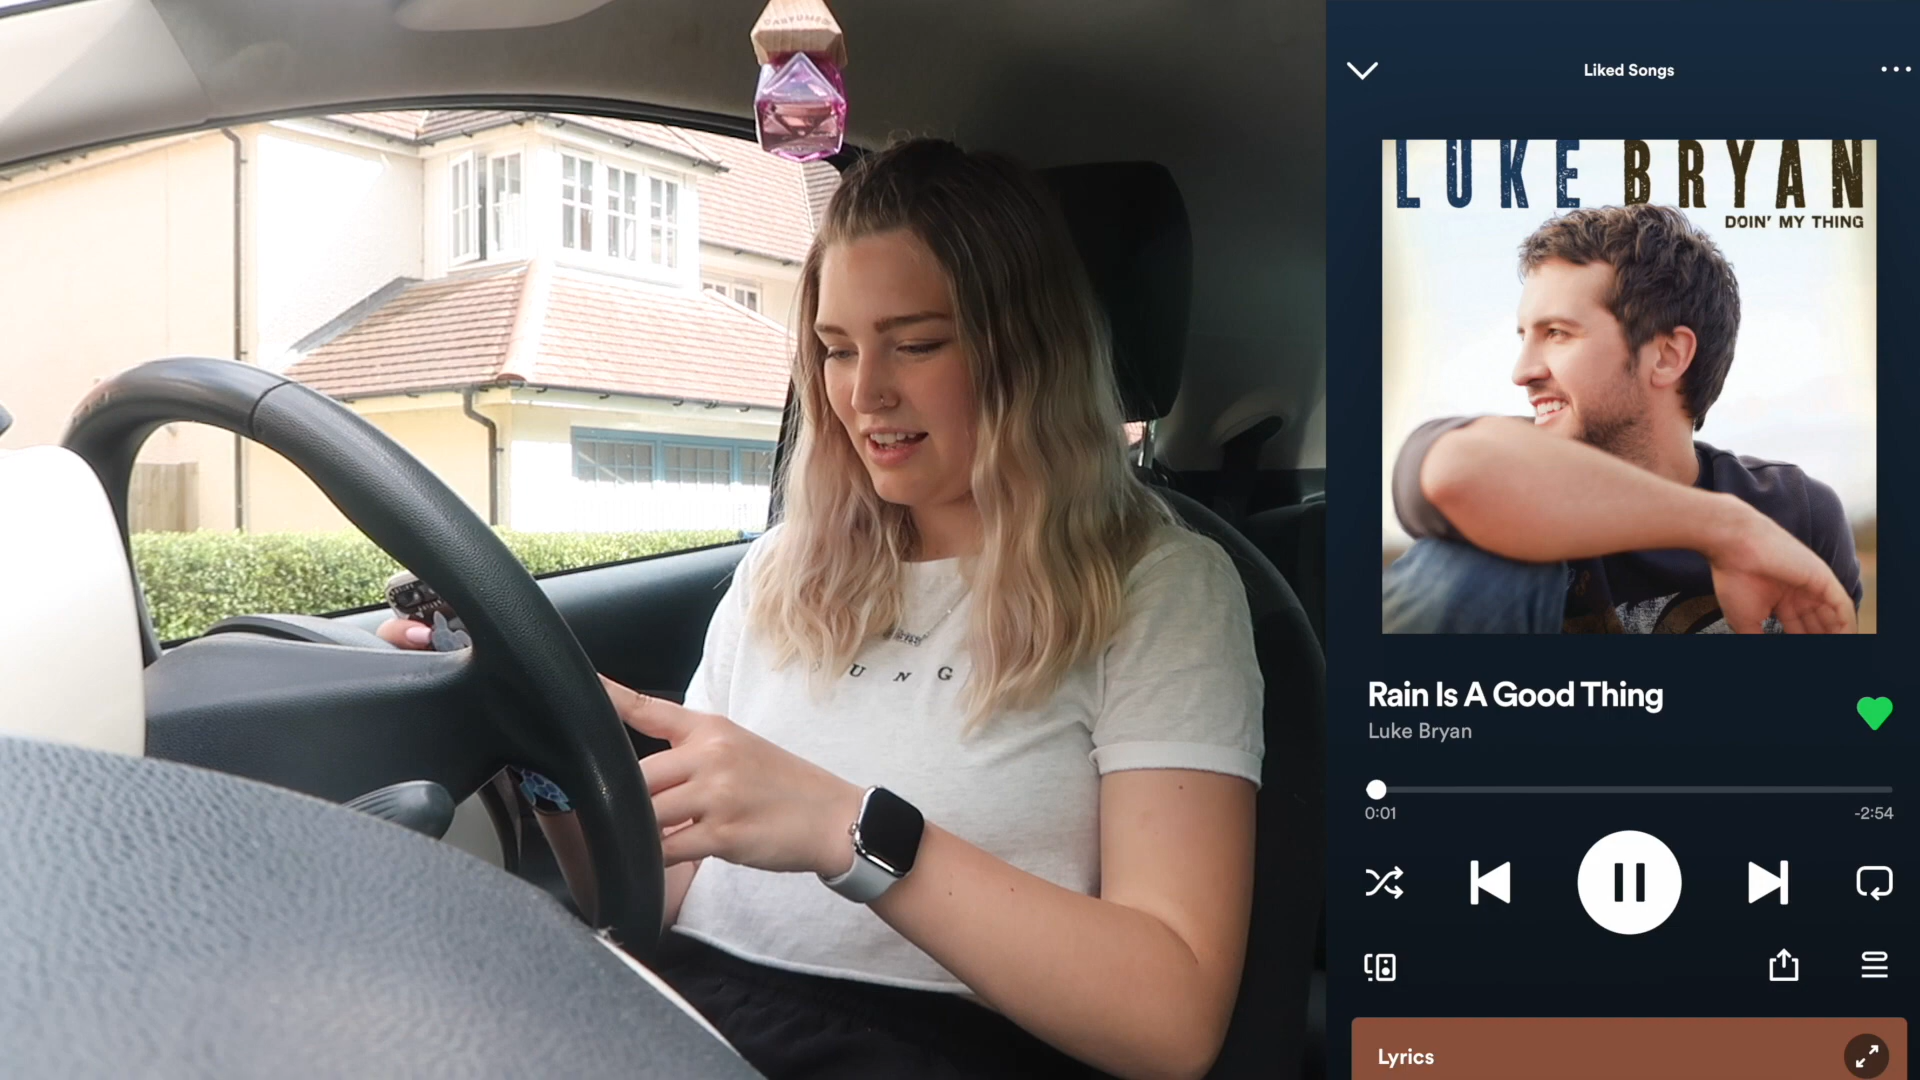 Liked Songs
LUKE BRYAN
DOIN' MY THING
Rain Is A Good Thing
Luke Bryan
0:01
-2:54
Lyrics
U N G